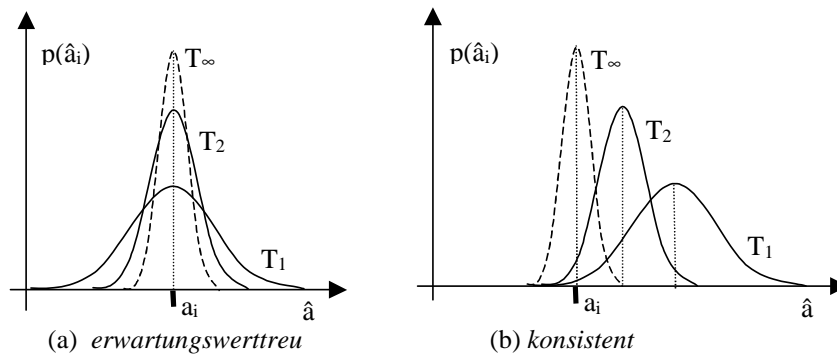 p(âᵢ)
T∞
T₂
T₁
aᵢ
â
(a) erwartungswerttreu
p(âᵢ)
T∞
T₂
T₁
aᵢ
â
(b) konsistent